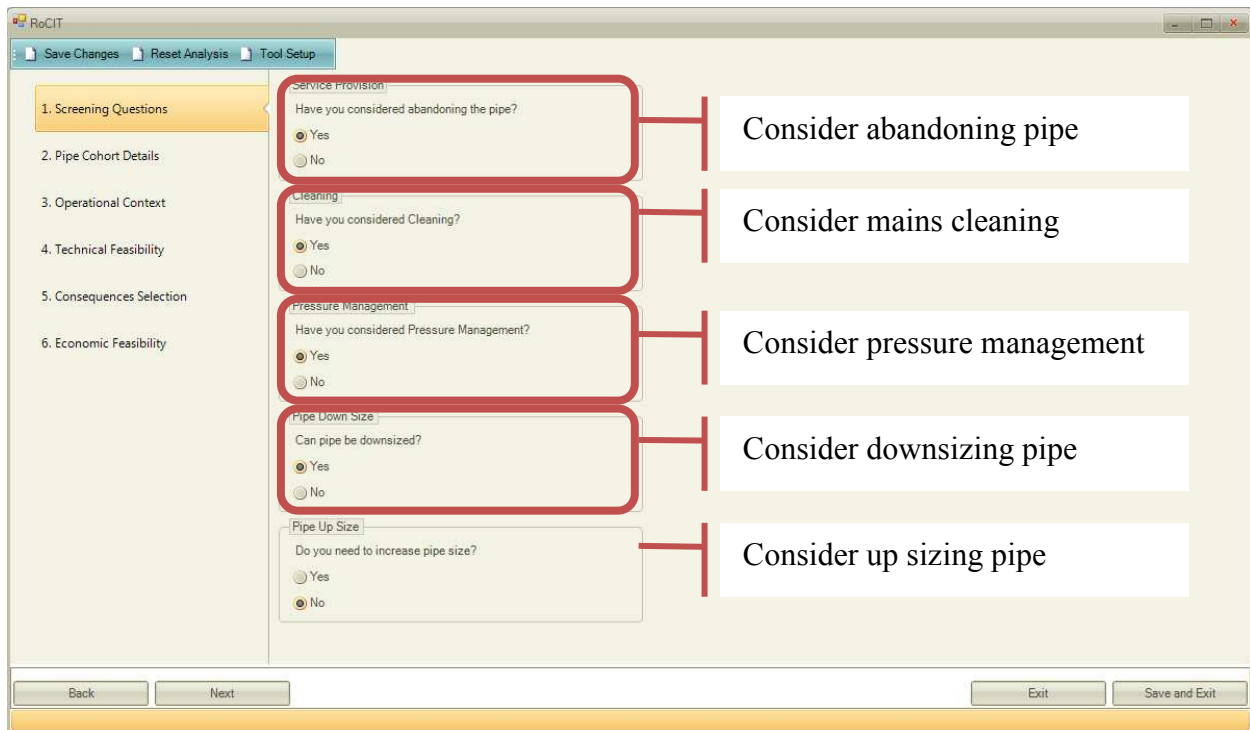 RoCIT
Save Changes Reset Analysis Tool Setup
1. Screening Questions
2. Pipe Cohort Details
3. Operational Context
4. Technical Feasibility
5. Consequences Selection
6. Economic Feasibility
Service Provision
Have you considered abandoning the pipe?
Yes
No
Consider abandoning pipe
Cleaning
Have you considered Cleaning?
Yes
No
Consider mains cleaning
Pressure Management
Have you considered Pressure Management?
Yes
No
Consider pressure management
Pipe Down Size
Can pipe be downsized?
Yes
No
Consider downsizing pipe
Pipe Up Size
Do you need to increase pipe size?
Yes
No
Consider up sizing pipe
Back Next Exit Save and Exit